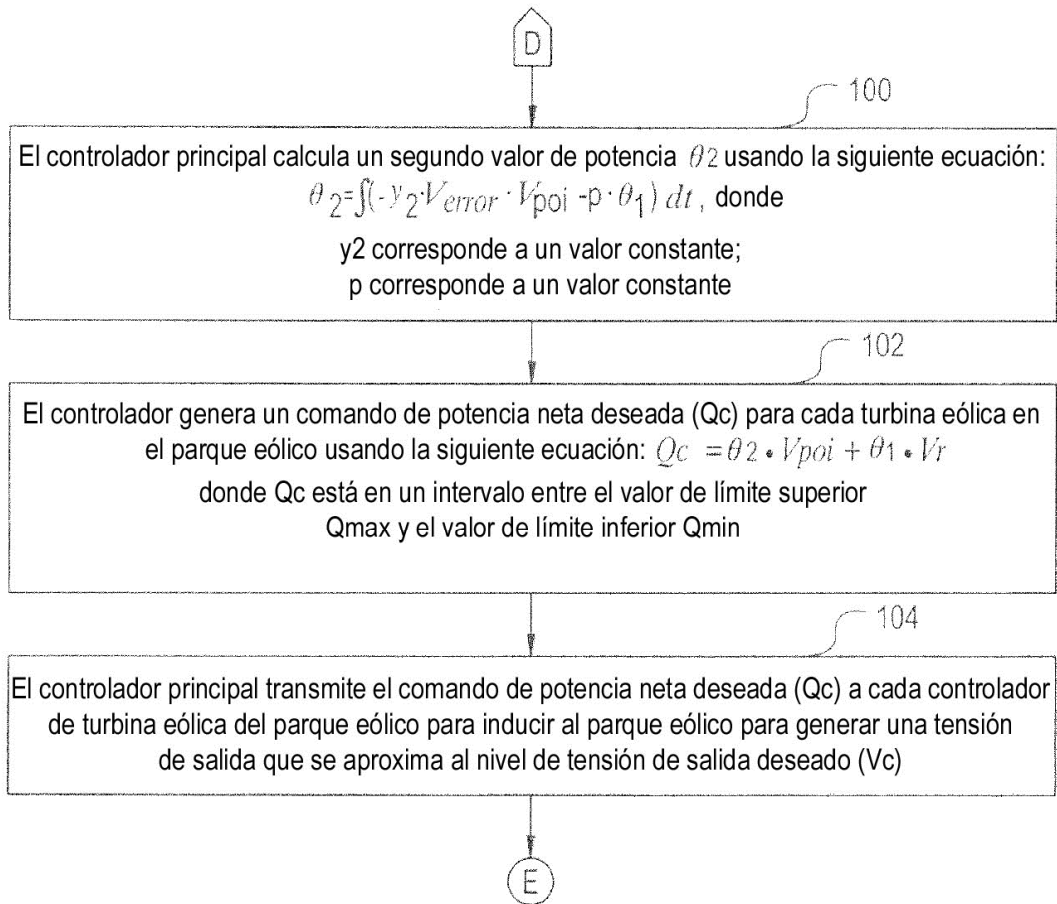 D
100
El controlador principal calcula un segundo valor de potencia θ2 usando la siguiente ecuación:
θ2=∫(-y2·Verror·Vpoi -p·θ1) dt, donde
y2 corresponde a un valor constante;
p corresponde a un valor constante
102
El controlador genera un comando de potencia neta deseada (Qc) para cada turbina eólica en
el parque eólico usando la siguiente ecuación: Qc =θ2•Vpoi+θ1•Vr
donde Qc está en un intervalo entre el valor de límite superior
Qmax y el valor de límite inferior Qmin
104
El controlador principal transmite el comando de potencia neta deseada (Qc) a cada controlador
de turbina eólica del parque eólico para inducir al parque eólico para generar una tensión
de salida que se aproxima al nivel de tensión de salida deseado (Vc)
E